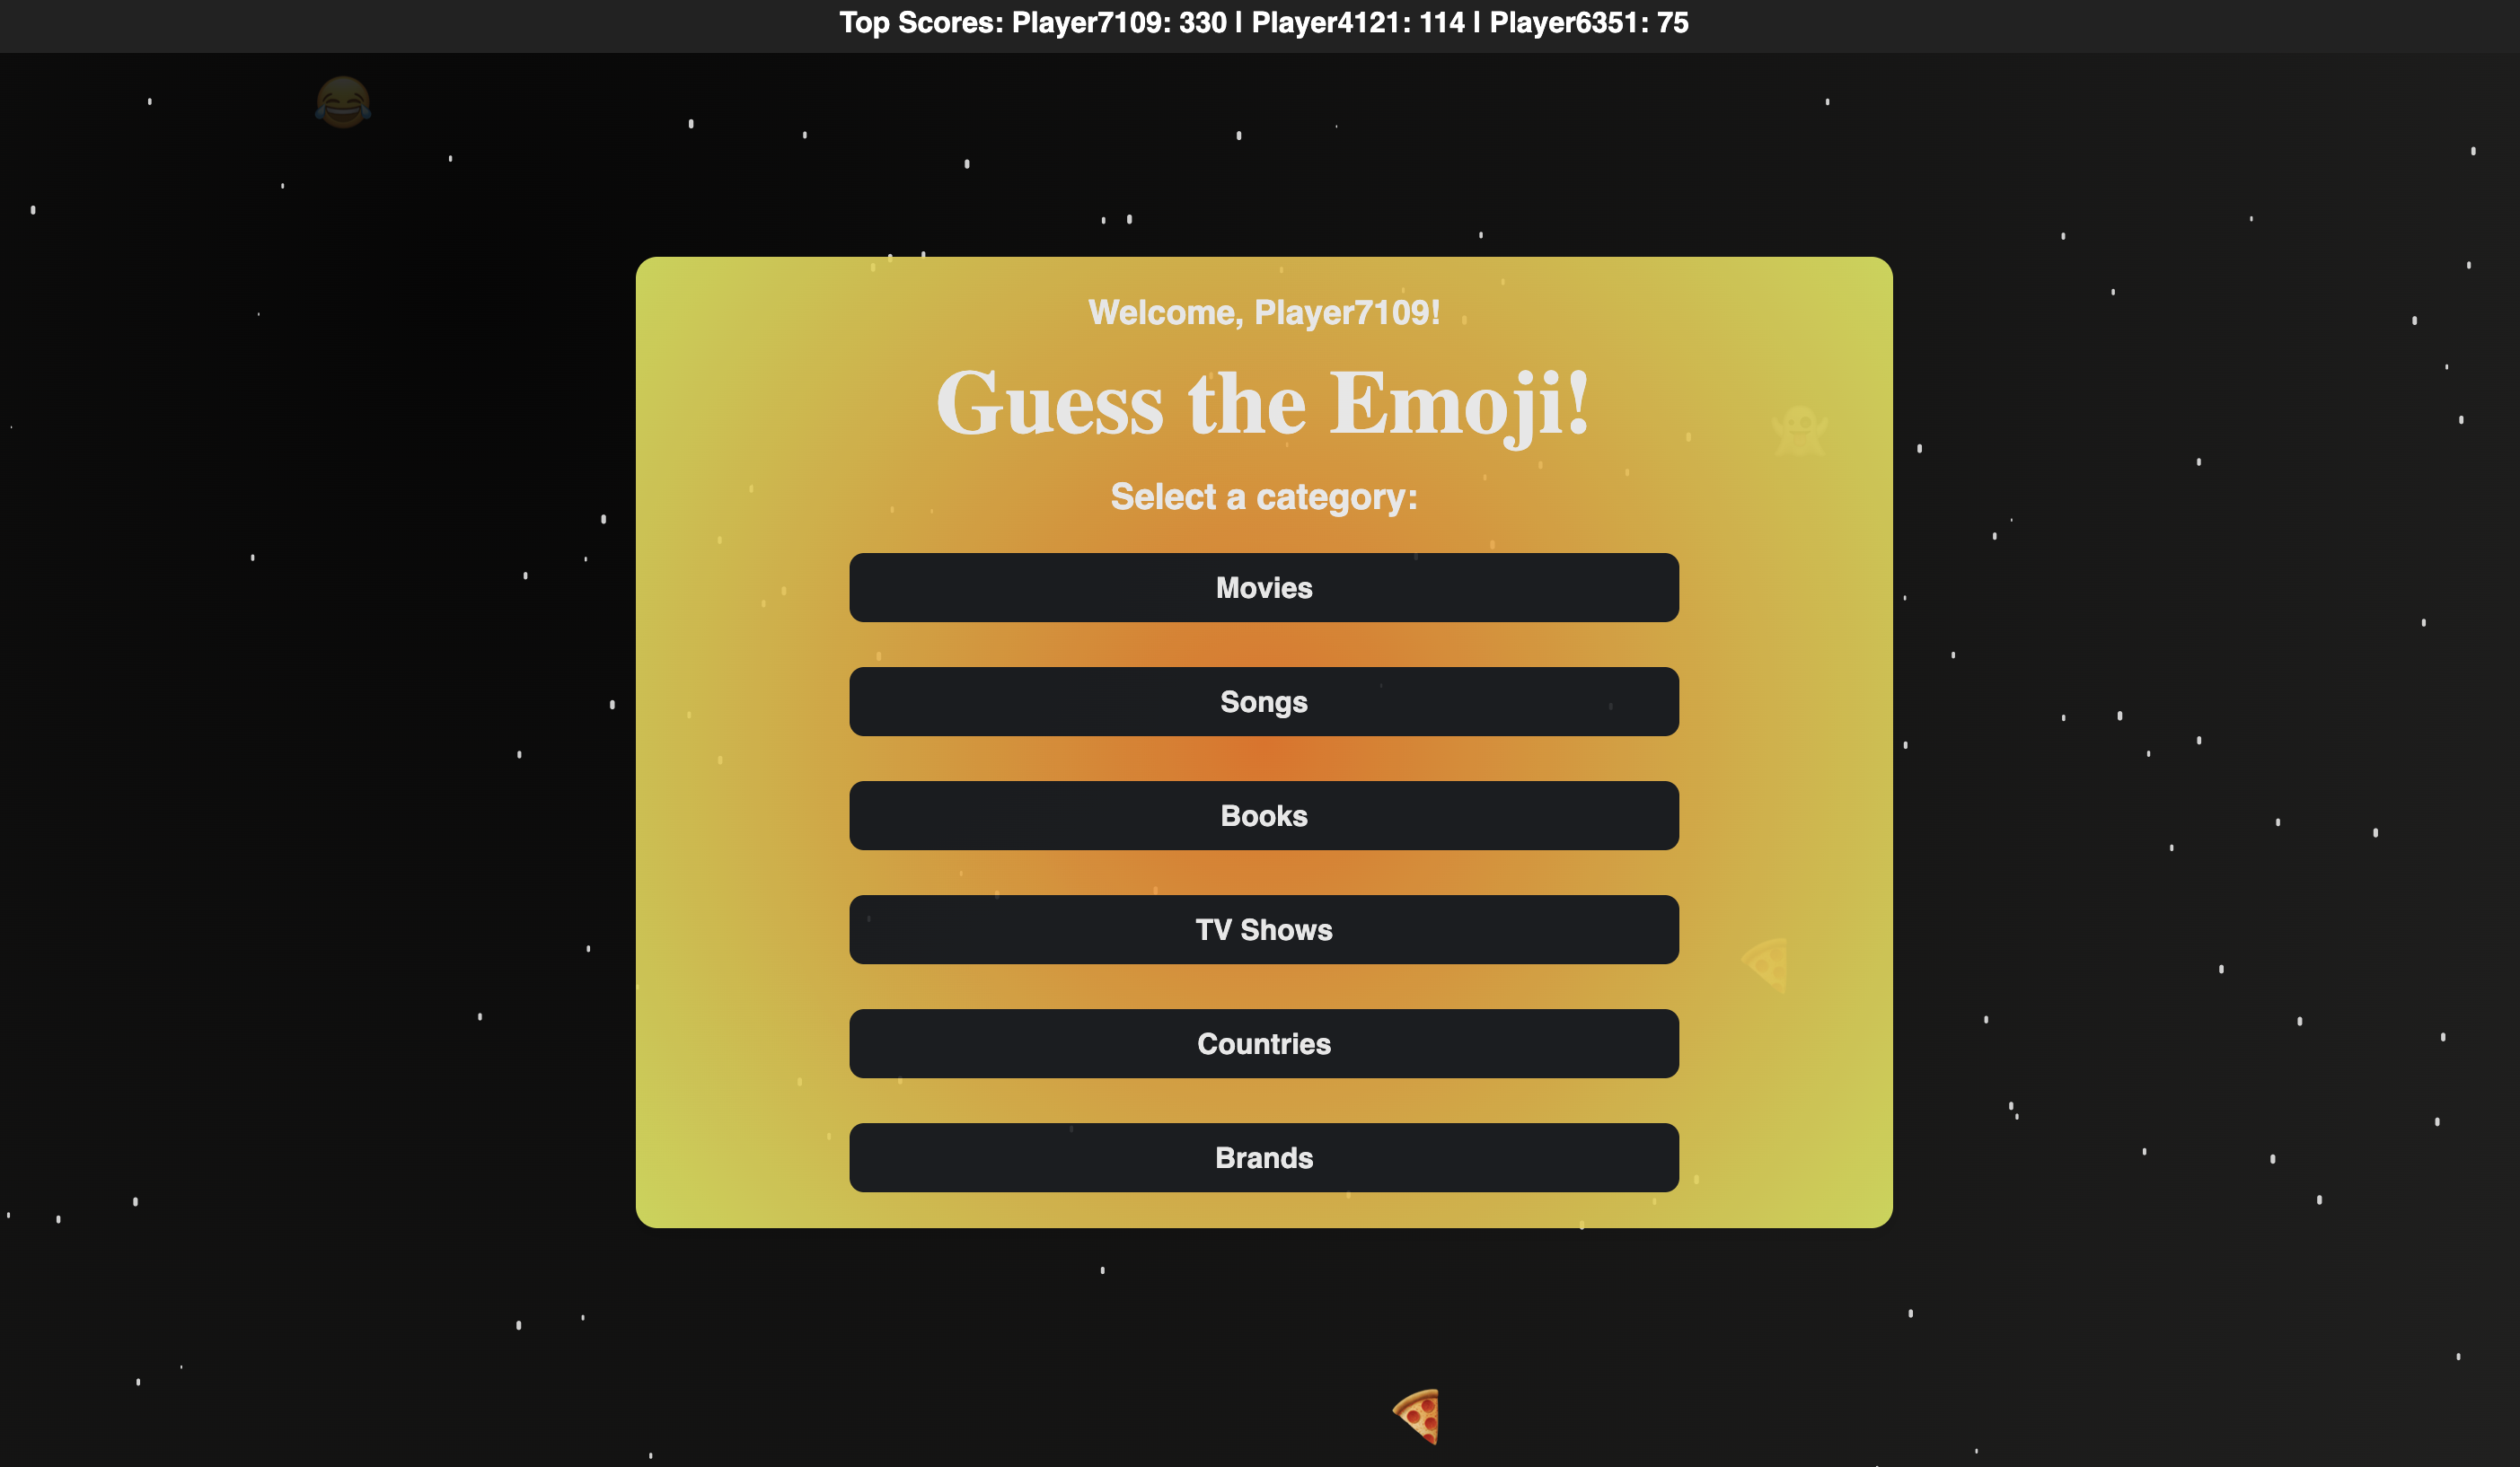 Top Scores: Player7109: 330 | Player4121: 114 | Player6351: 75
Welcome, Player7109!
Guess the Emoji!
Select a category:
Movies
Songs
Books
TV Shows
Countries
Brands